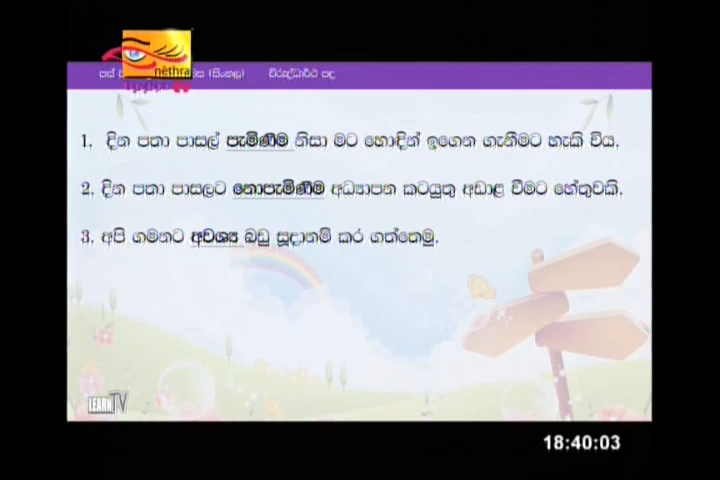 nethra
(සිංහල) විරුද්ධාර්ථ පද
1. දින පතා පාසල් පැමිණීම නිසා මට හොඳින් ඉගෙන ගැනීමට හැකි විය.
2. දින පතා පාසලට නොපැමිණීම අධ්‍යාපන කටයුතු අඩාළ වීමට හේතුවකි.
3. අපි ගමනට අවශ්‍ය බඩු සූදානම් කර ගත්තෙමු.
LEARN TV
18:40:03